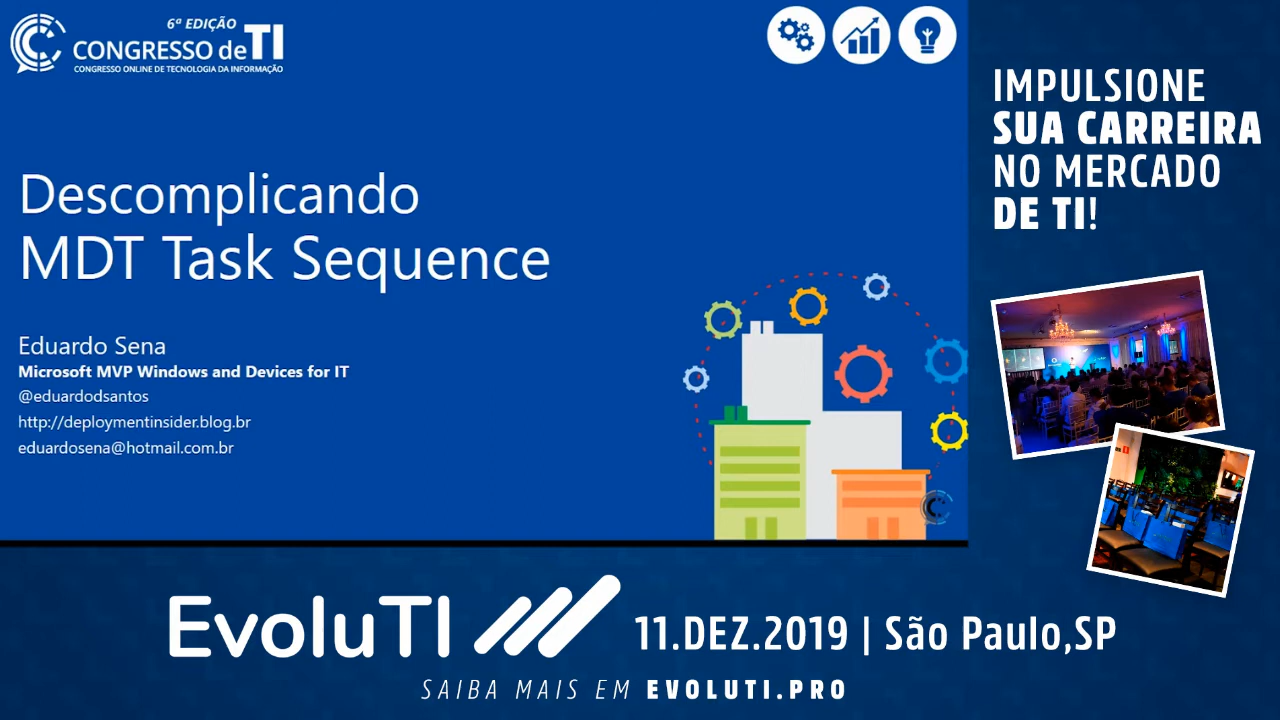 6ª EDIÇÃO
CONGRESSO de TI
CONGRESSO ONLINE DE TECNOLOGIA DA INFORMAÇÃO
Descomplicando
MDT Task Sequence
Eduardo Sena
Microsoft MVP Windows and Devices for IT
@eduardodsantos
http://deploymentinsider.blog.br
eduardosena@hotmail.com.br
IMPULSIONE
SUA CARREIRA
NO MERCADO
DE TI!
EvoluTI
11.DEZ.2019 | São Paulo,SP
SAIBA MAIS EM EVOLUTI.PRO